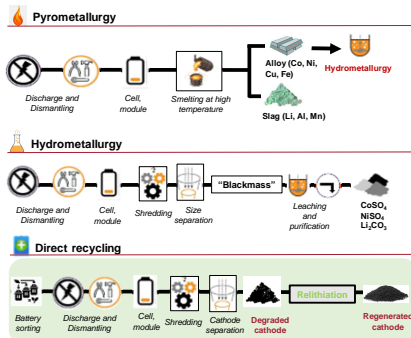 Pyrometallurgy
Alloy (Co, Ni,
Cu, Fe)
Hydrometallurgy
Discharge and
Dismantling
Cell,
module
Smelting at high
temperature
Slag (Li, Al, Mn)
Hydrometallurgy
"Blackmass"
Discharge and
Dismantling
Cell,
module
Shredding
Size
separation
Leaching
and
purification
CoSO₄
NiSO₄
Li₂CO₃
Direct recycling
Relithiation
Battery
sorting
Discharge and
Dismantling
Cell,
module
Shredding
Cathode
separation
Degraded
cathode
Regenerated
cathode